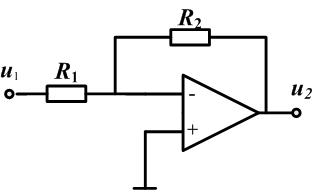 R₂
u₁
R₁
-
+
u₂